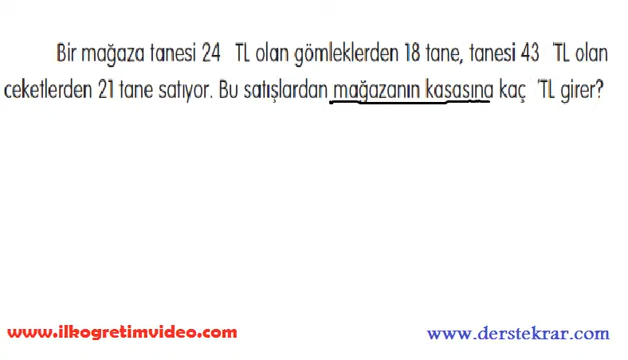 Bir mağaza tanesi 24 TL olan gömleklerden 18 tane, tanesi 43 TL olan
ceketlerden 21 tane satıyor. Bu satışlardan mağazanın kasasına kaç TL girer?
www.ilkogretimvideo.com
www.derstekrar.com